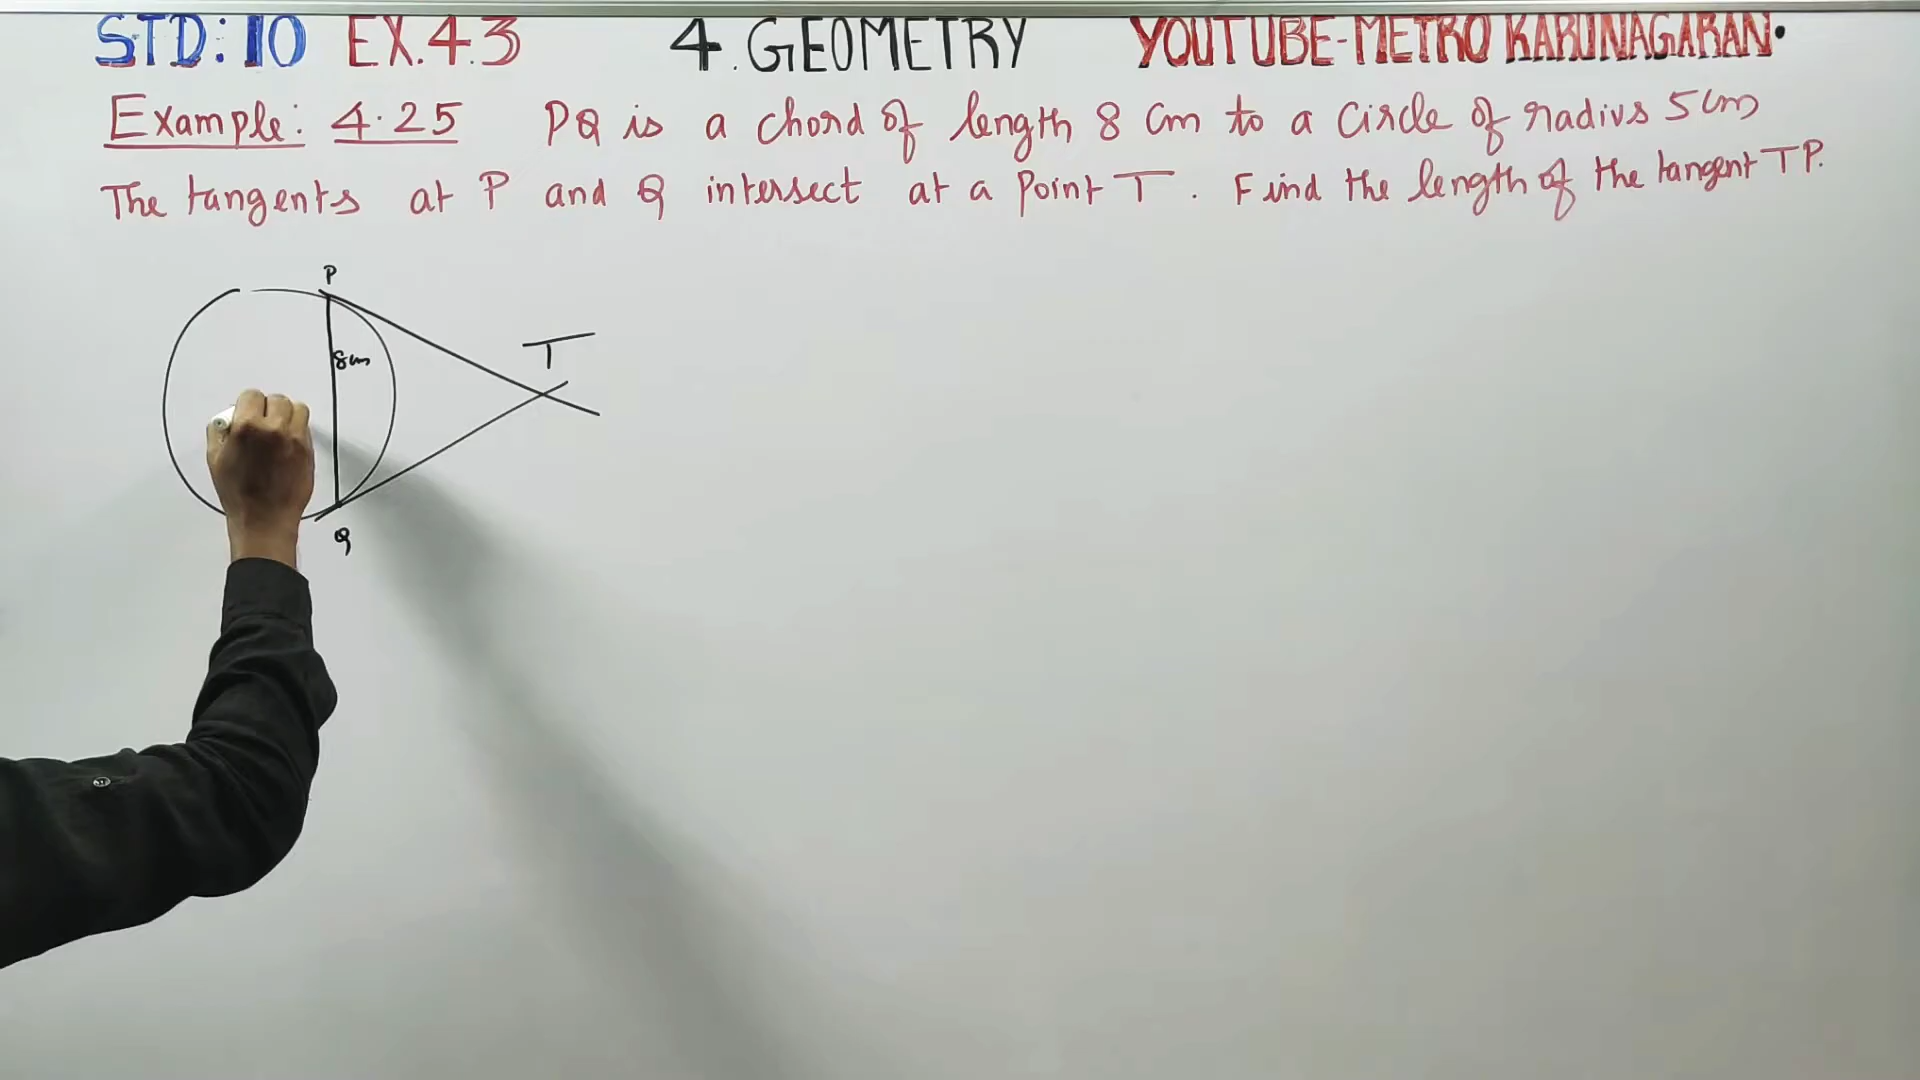 STD: 10 EX.4.3 4. GEOMETRY YOUTUBE-METRO KARUNAGARAN.
Example: 4.25 PQ is a chord of length 8 cm to a circle of radius 5cm
The tangents at P and Q intersect at a point T. Find the length of the tangent TP.
P
T
8cm
Q